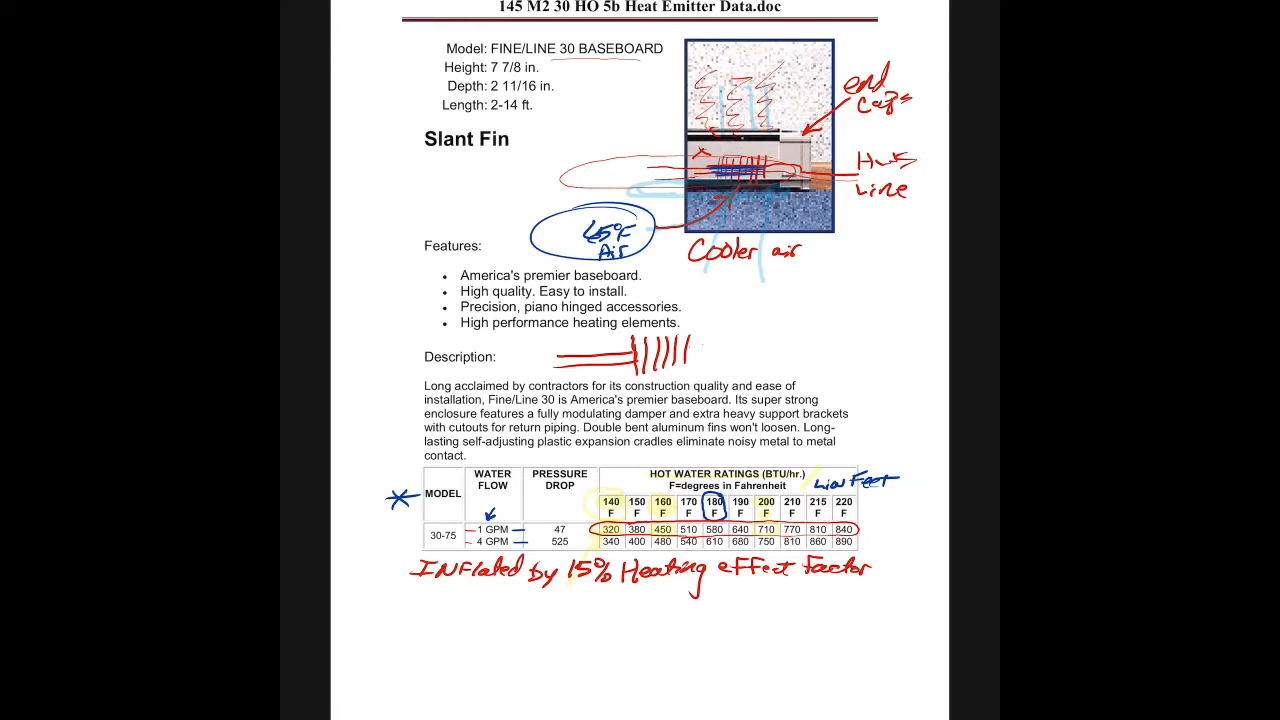 145 M2 30 HO 5b Heat Emitter Data.doc
Model: FINE/LINE 30 BASEBOARD
Height: 7 7/8 in.
Depth: 2 11/16 in.
Length: 2-14 ft.
Slant Fin
end
caps
Line
Cooler air
Air
Features:
• America's premier baseboard.
• High quality. Easy to install.
• Precision, piano hinged accessories.
• High performance heating elements.
Description:
Long acclaimed by contractors for its construction quality and ease of
installation, Fine/Line 30 is America's premier baseboard. Its super strong
enclosure features a fully modulating damper and extra heavy support brackets
with cutouts for return piping. Double bent aluminum fins won't loosen. Long-
lasting self-adjusting plastic expansion cradles eliminate noisy metal to metal
contact.
MODEL WATER FLOW PRESSURE DROP HOT WATER RATINGS (BTU/hr.)
F=degrees in Fahrenheit
Lin Feet
140 F 150 F 160 F 170 F 180 F 190 F 200 F 210 F 215 F 220 F
30-75 1 GPM 47 320 380 450 510 580 640 710 770 810 840
4 GPM 525 340 400 480 540 610 680 750 810 860 890
INFlated by 15% Heating effect Factor